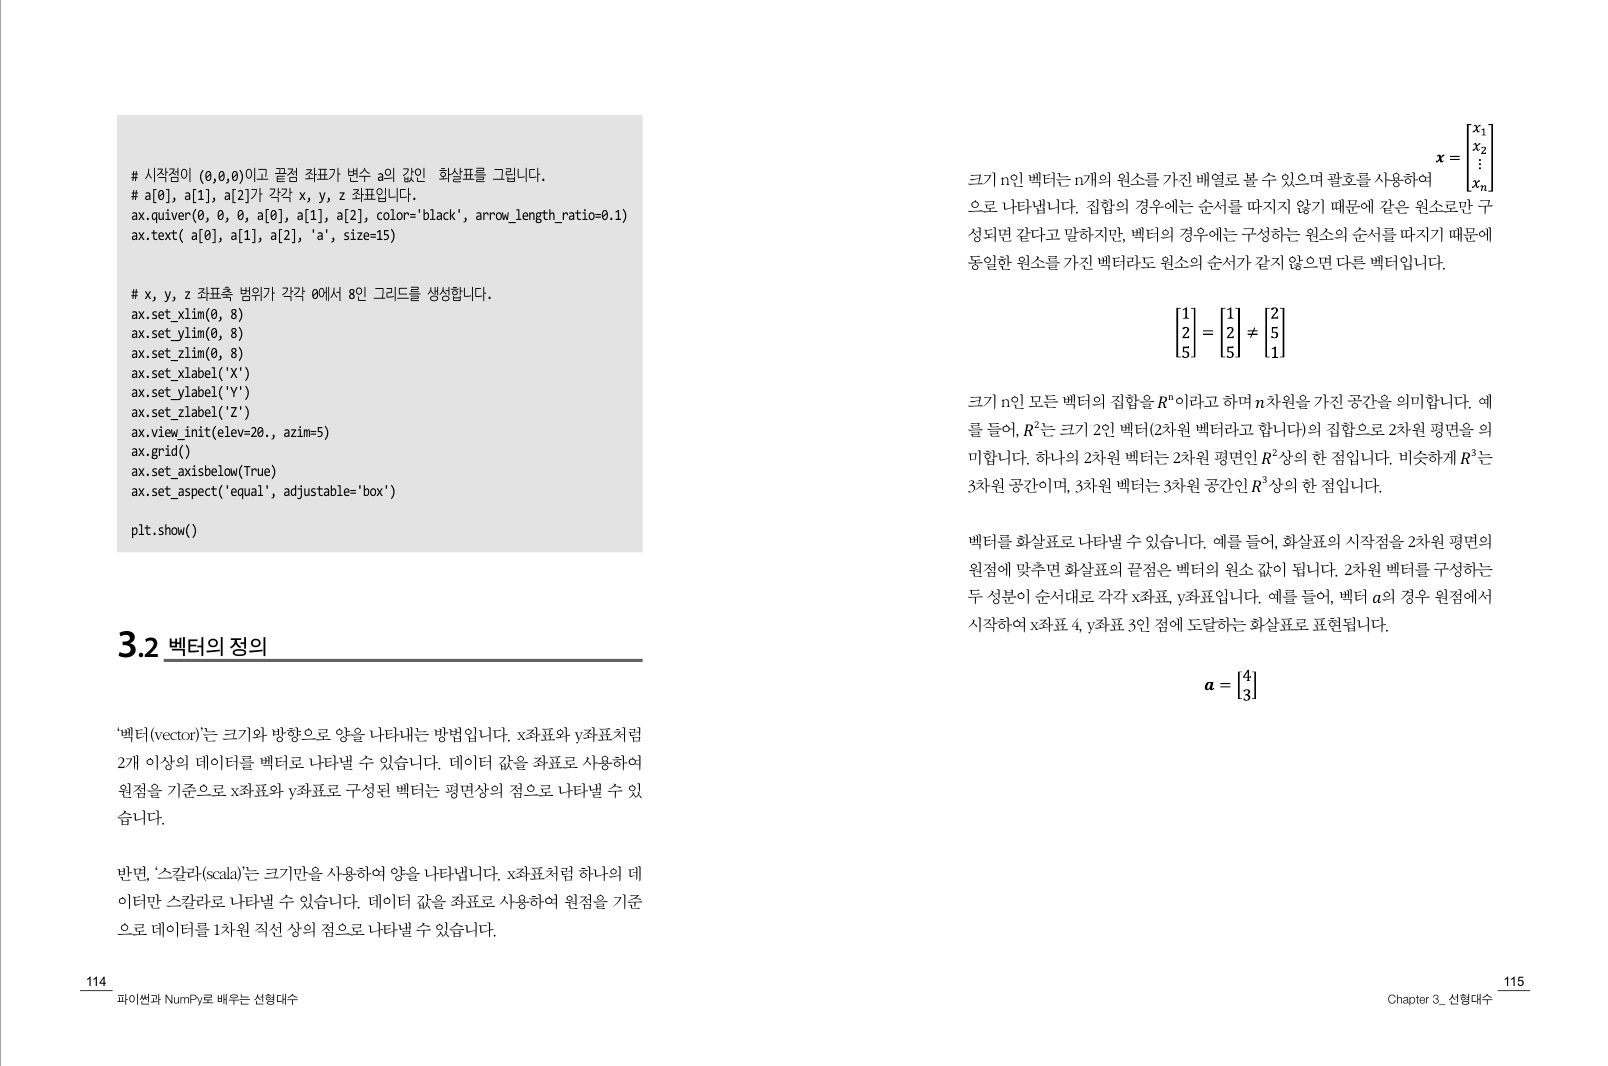 # 시작점이 (0,0,0)이고 끝점 좌표가 변수 a의 값인  화살표를 그립니다.
# a[0], a[1], a[2]가 각각 x, y, z 좌표입니다.
ax.quiver(0, 0, 0, a[0], a[1], a[2], color='black', arrow_length_ratio=0.1)
ax.text( a[0], a[1], a[2], 'a', size=15)
# x, y, z 좌표축 범위가 각각 0에서 8인 그리드를 생성합니다.
ax.set_xlim(0, 8)
ax.set_ylim(0, 8)
ax.set_zlim(0, 8)
ax.set_xlabel('X')
ax.set_ylabel('Y')
ax.set_zlabel('Z')
ax.view_init(elev=20., azim=5)
ax.grid()
ax.set_axisbelow(True)
ax.set_aspect('equal', adjustable='box')
plt.show()
3.2 벡터의 정의
‘벡터(vector)’는 크기와 방향으로 양을 나타내는 방법입니다. x좌표와 y좌표처럼
2개 이상의 데이터를 벡터로 나타낼 수 있습니다. 데이터 값을 좌표로 사용하여
원점을 기준으로 x좌표와 y좌표로 구성된 벡터는 평면상의 점으로 나타낼 수 있
습니다.
반면, ‘스칼라(scala)’는 크기만을 사용하여 양을 나타냅니다. x좌표처럼 하나의 데
이터만 스칼라로 나타낼 수 있습니다. 데이터 값을 좌표로 사용하여 원점을 기준
으로 데이터를 1차원 직선 상의 점으로 나타낼 수 있습니다.
114
파이썬과 NumPy로 배우는 선형대수
크기 n인 벡터는 n개의 원소를 가진 배열로 볼 수 있으며 괄호를 사용하여 x = [x₁ x₂ ⋮ xₙ]
으로 나타냅니다. 집합의 경우에는 순서를 따지지 않기 때문에 같은 원소로만 구
성되면 같다고 말하지만, 벡터의 경우에는 구성하는 원소의 순서를 따지기 때문에
동일한 원소를 가진 벡터라도 원소의 순서가 같지 않으면 다른 벡터입니다.
[1 2 5] = [1 2 5] ≠ [2 5 1]
크기 n인 모든 벡터의 집합을 Rⁿ이라고 하며 n차원을 가진 공간을 의미합니다. 예
를 들어, R²는 크기 2인 벡터(2차원 벡터라고 합니다)의 집합으로 2차원 평면을 의
미합니다. 하나의 2차원 벡터는 2차원 평면인 R²상의 한 점입니다. 비슷하게 R³는
3차원 공간이며, 3차원 벡터는 3차원 공간인 R³상의 한 점입니다.
벡터를 화살표로 나타낼 수 있습니다. 예를 들어, 화살표의 시작점을 2차원 평면의
원점에 맞추면 화살표의 끝점은 벡터의 원소 값이 됩니다. 2차원 벡터를 구성하는
두 성분이 순서대로 각각 x좌표, y좌표입니다. 예를 들어, 벡터 a의 경우 원점에서
시작하여 x좌표 4, y좌표 3인 점에 도달하는 화살표로 표현됩니다.
a = [4 3]
115
Chapter 3_ 선형대수